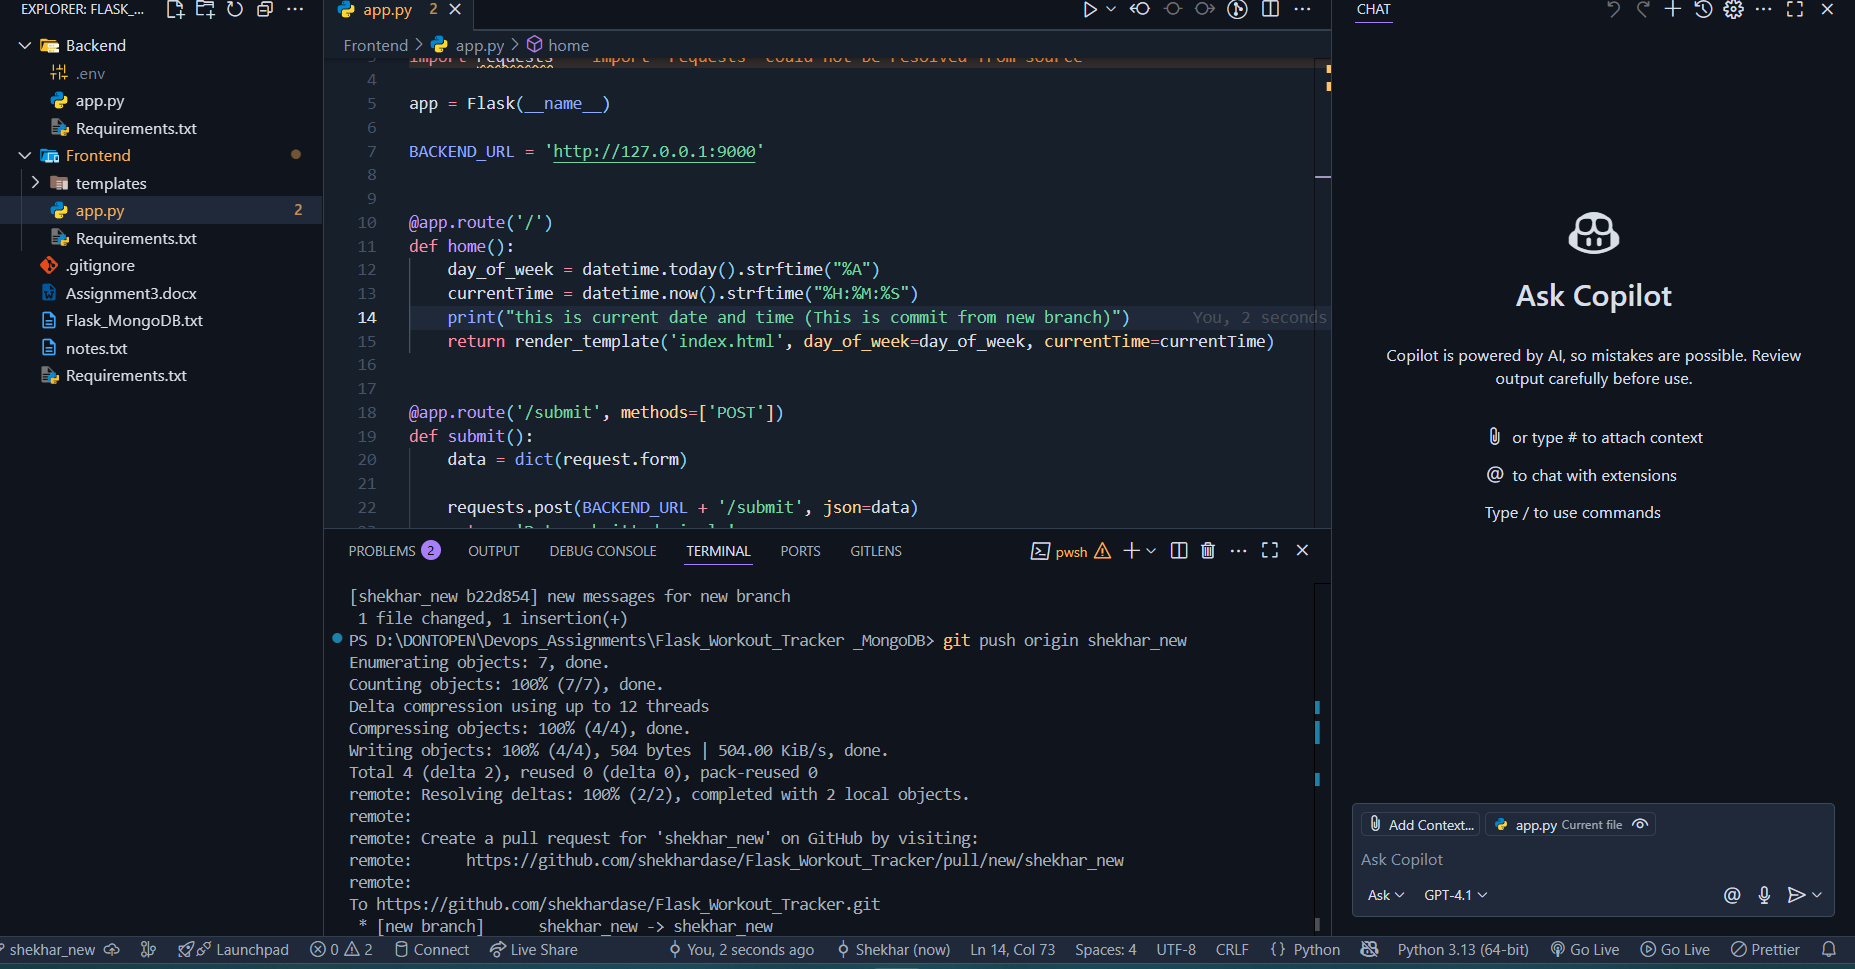 EXPLORER: FLASK_...
Backend
.env
app.py
Requirements.txt
Frontend
templates
app.py 2
Requirements.txt
.gitignore
Assignment3.docx
Flask_MongoDB.txt
notes.txt
Requirements.txt
app.py 2
Frontend > app.py > home
import requests import requests could not be resolved from source
4
5 app = Flask(__name__)
6
7 BACKEND_URL = 'http://127.0.0.1:9000'
8
9
10 @app.route('/')
11 def home():
12 day_of_week = datetime.today().strftime("%A")
13 currentTime = datetime.now().strftime("%H:%M:%S")
14 print("this is current date and time (This is commit from new branch)") You, 2 seconds
15 return render_template('index.html', day_of_week=day_of_week, currentTime=currentTime)
16
17
18 @app.route('/submit', methods=['POST'])
19 def submit():
20 data = dict(request.form)
21
22 requests.post(BACKEND_URL + '/submit', json=data)
PROBLEMS 2 OUTPUT DEBUG CONSOLE TERMINAL PORTS GITLENS
pwsh
[shekhar_new b22d854] new messages for new branch
1 file changed, 1 insertion(+)
PS D:\DONTOPEN\Devops_Assignments\Flask_Workout_Tracker _MongoDB> git push origin shekhar_new
Enumerating objects: 7, done.
Counting objects: 100% (7/7), done.
Delta compression using up to 12 threads
Compressing objects: 100% (4/4), done.
Writing objects: 100% (4/4), 504 bytes | 504.00 KiB/s, done.
Total 4 (delta 2), reused 0 (delta 0), pack-reused 0
remote: Resolving deltas: 100% (2/2), completed with 2 local objects.
remote:
remote: Create a pull request for 'shekhar_new' on GitHub by visiting:
remote: https://github.com/shekhardase/Flask_Workout_Tracker/pull/new/shekhar_new
remote:
To https://github.com/shekhardase/Flask_Workout_Tracker.git
* [new branch] shekhar_new -> shekhar_new
CHAT
Ask Copilot
Copilot is powered by AI, so mistakes are possible. Review
output carefully before use.
or type # to attach context
@ to chat with extensions
Type / to use commands
Add Context... app.py Current file
Ask Copilot
Ask GPT-4.1
shekhar_new Launchpad 0 2 Connect Live Share You, 2 seconds ago Shekhar (now) Ln 14, Col 73 Spaces: 4 UTF-8 CRLF {} Python Python 3.13 (64-bit) Go Live Go Live Prettier